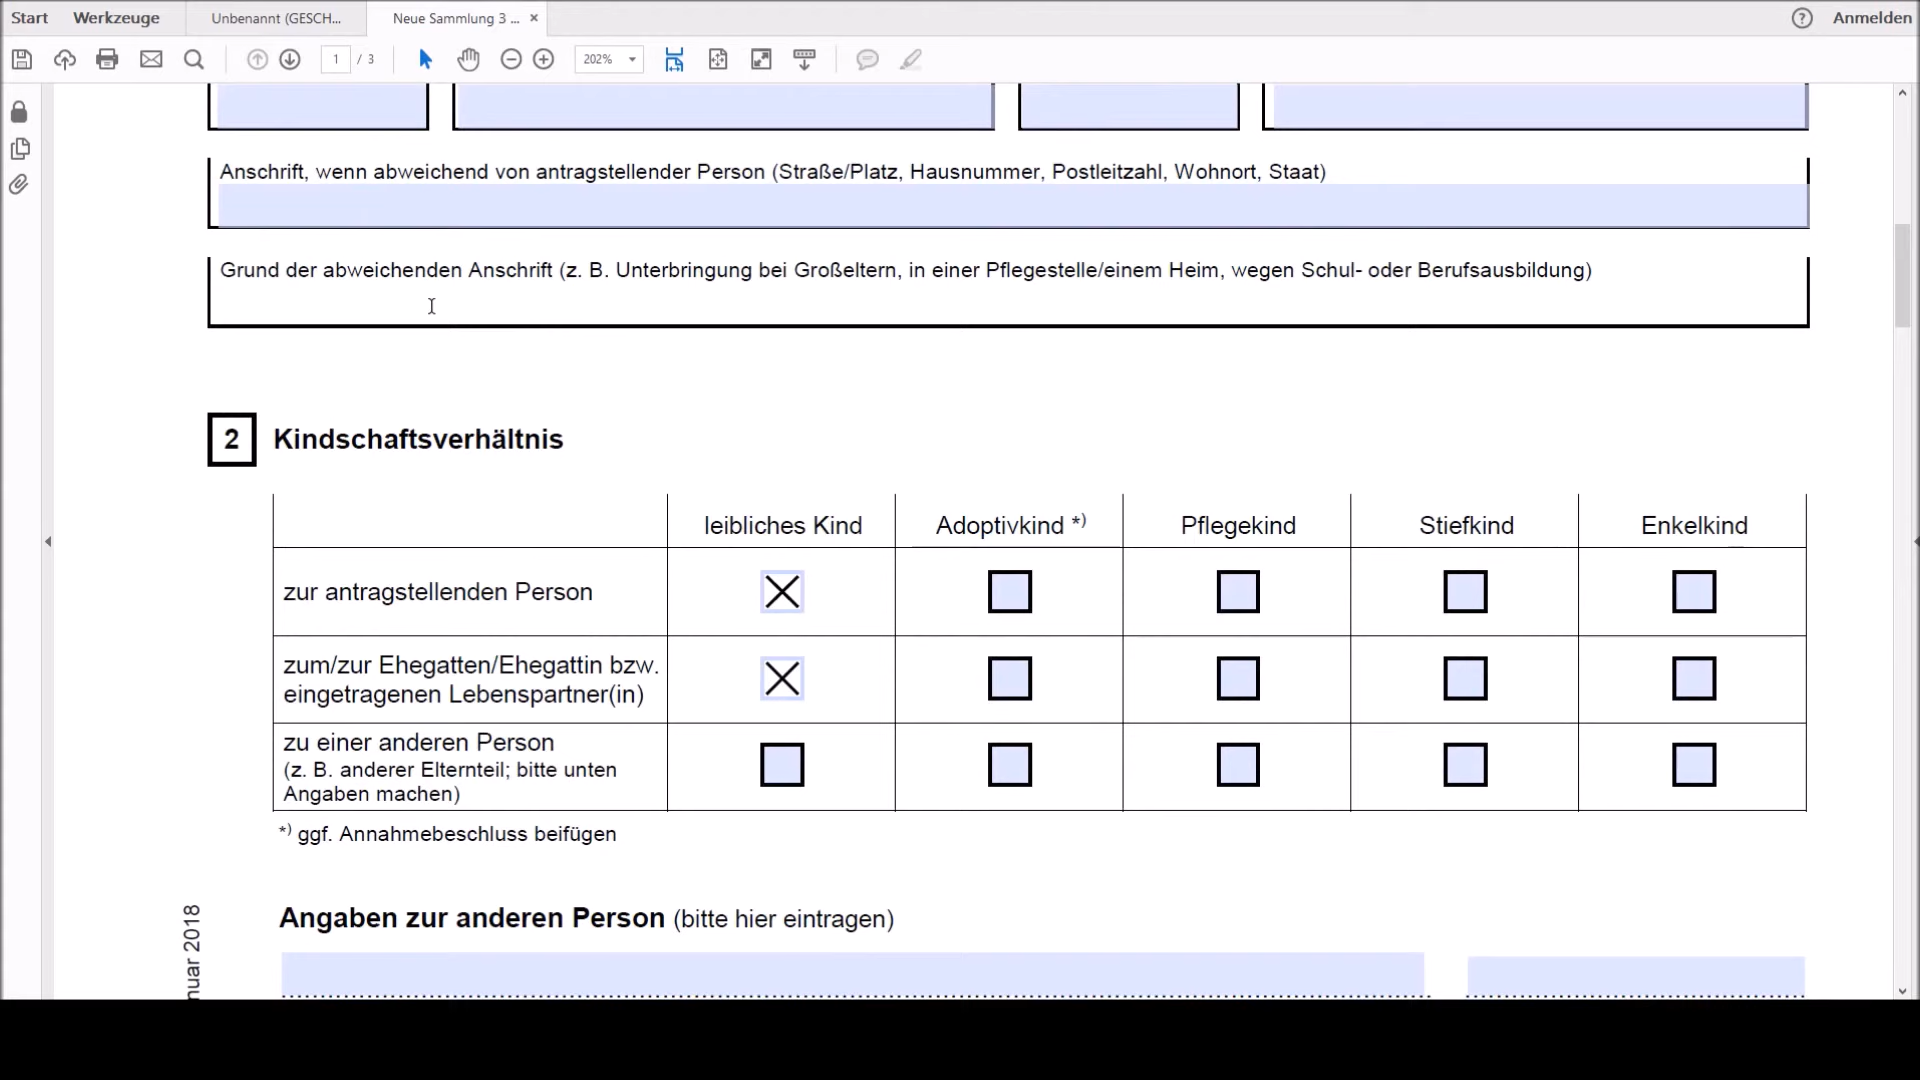 Start Werkzeuge Unbenannt (GESCH... Neue Sammlung 3 ... × ? Anmelden
1 / 3 202%
Anschrift, wenn abweichend von antragstellender Person (Straße/Platz, Hausnummer, Postleitzahl, Wohnort, Staat)
Grund der abweichenden Anschrift (z. B. Unterbringung bei Großeltern, in einer Pflegestelle/einem Heim, wegen Schul- oder Berufsausbildung)
2 Kindschaftsverhältnis
leibliches Kind Adoptivkind *) Pflegekind Stiefkind Enkelkind
zur antragstellenden Person
zum/zur Ehegatten/Ehegattin bzw.
eingetragenen Lebenspartner(in)
zu einer anderen Person
(z. B. anderer Elternteil; bitte unten
Angaben machen)
*) ggf. Annahmebeschluss beifügen
Angaben zur anderen Person (bitte hier eintragen)
nuar 2018